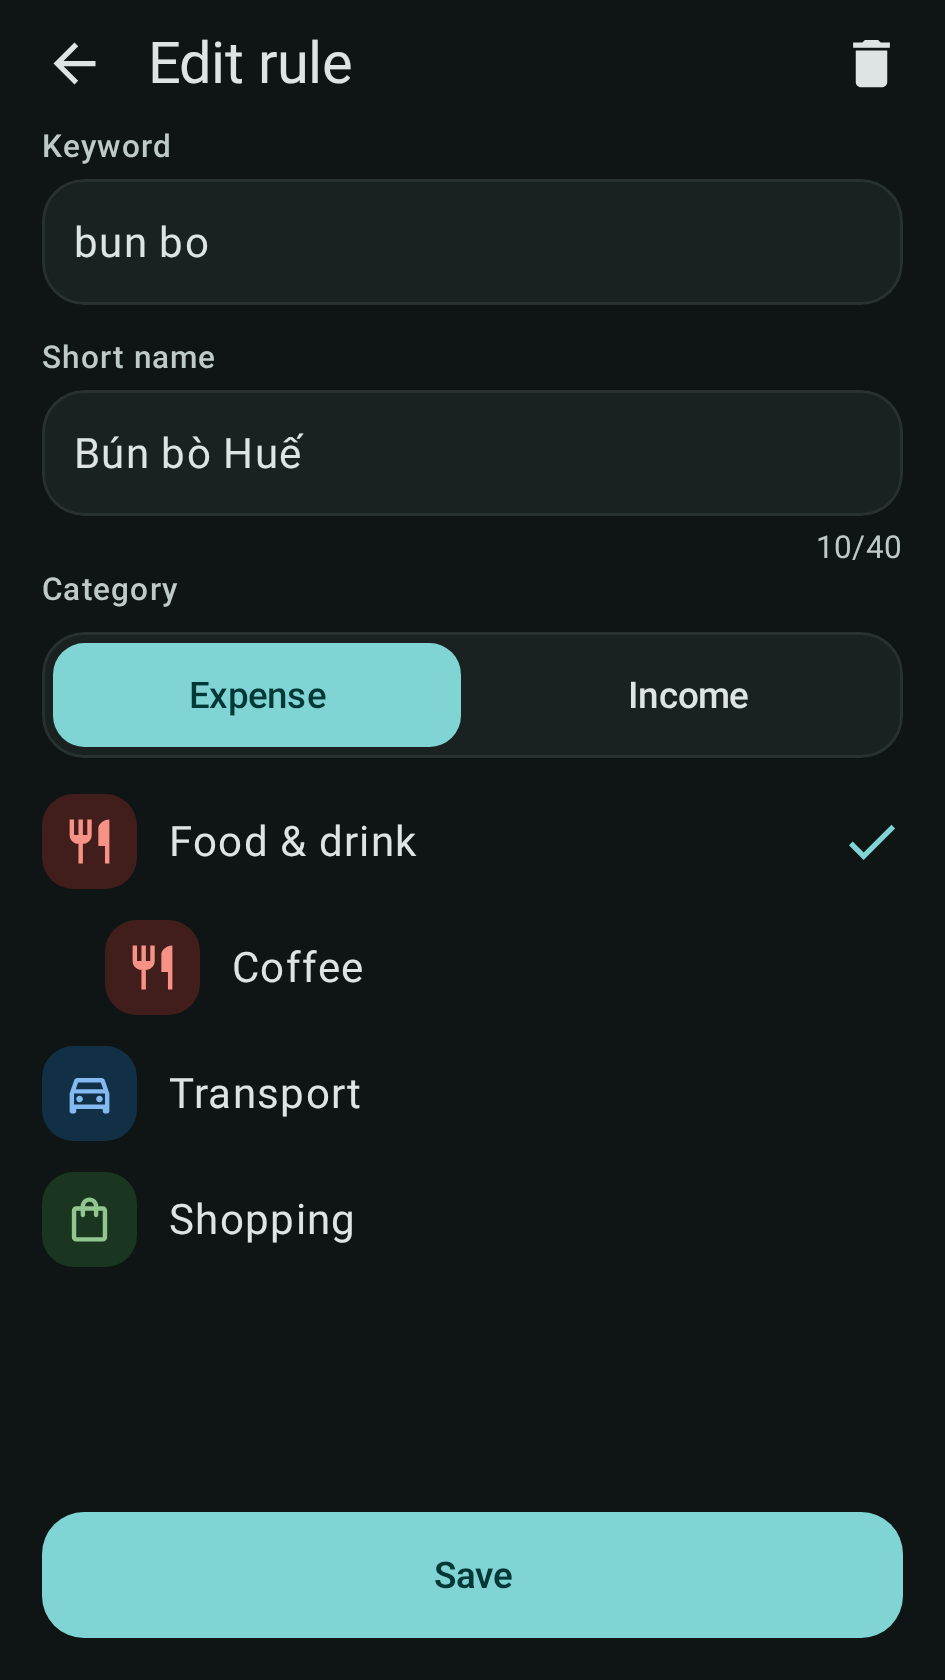 Edit rule
Keyword
bun bo
Short name
Bún bò Huế
10/40
Category
Expense Income
Food & drink
Coffee
Transport
Shopping
Save